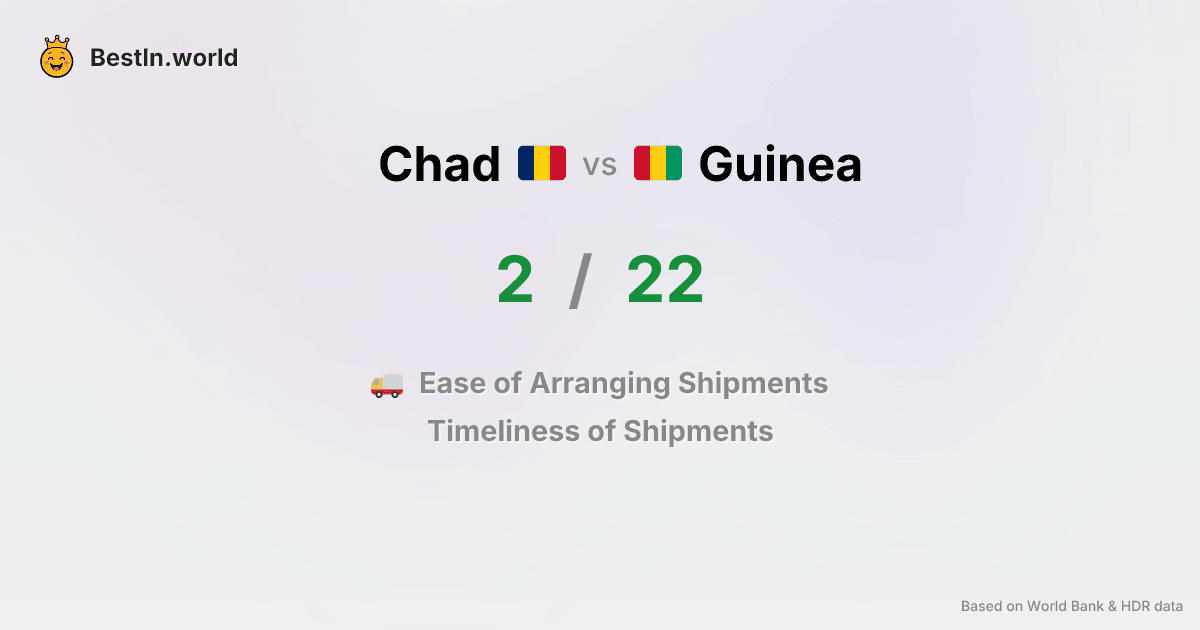 BestIn.world
Chad vs Guinea
2 / 22
Ease of Arranging Shipments
Timeliness of Shipments
Based on World Bank & HDR data